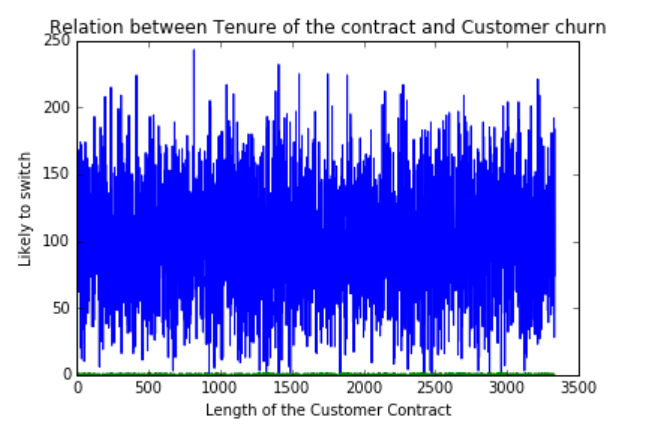 Relation between Tenure of the contract and Customer churn
250
200
150
100
50
0
Likely to switch
0 500 1000 1500 2000 2500 3000 3500
Length of the Customer Contract